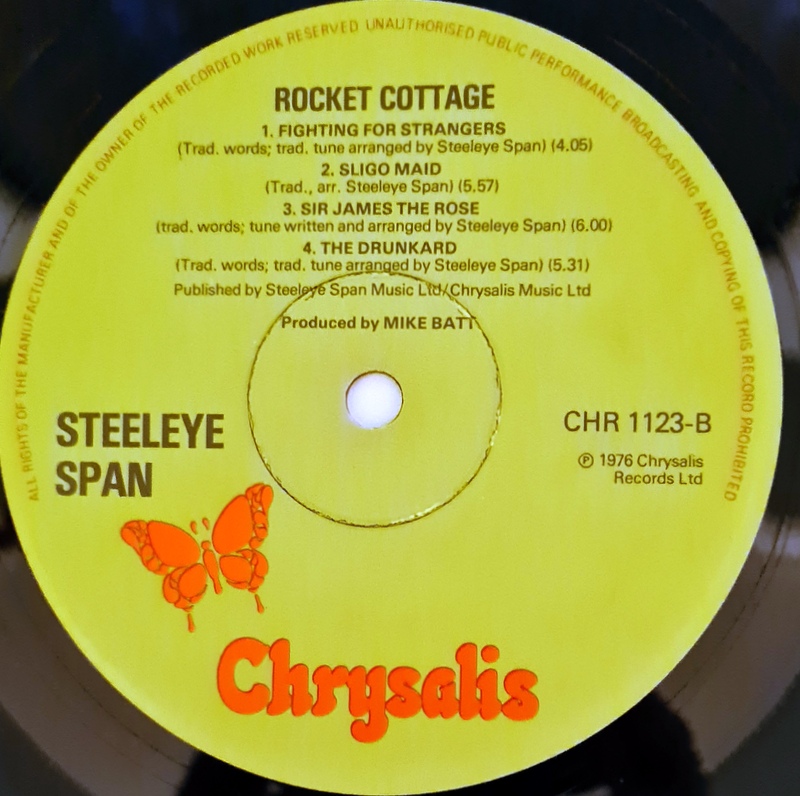 ALL RIGHTS OF THE MANUFACTURER AND OF THE OWNER OF THE RECORDED WORK RESERVED UNAUTHORISED PUBLIC PERFORMANCE BROADCASTING AND COPYING OF THIS RECORD PROHIBITED
ROCKET COTTAGE
1. FIGHTING FOR STRANGERS
(Trad. words; trad. tune arranged by Steeleye Span) (4.05)
2. SLIGO MAID
(Trad., arr. Steeleye Span) (5.57)
3. SIR JAMES THE ROSE
(trad. words; tune written and arranged by Steeleye Span) (6.00)
4. THE DRUNKARD
(Trad. words; trad. tune arranged by Steeleye Span) (5.31)
Published by Steeleye Span Music Ltd/Chrysalis Music Ltd
Produced by MIKE BATT
STEELEYE
SPAN
CHR 1123-B
℗ 1976 Chrysalis
Records Ltd
Chrysalis